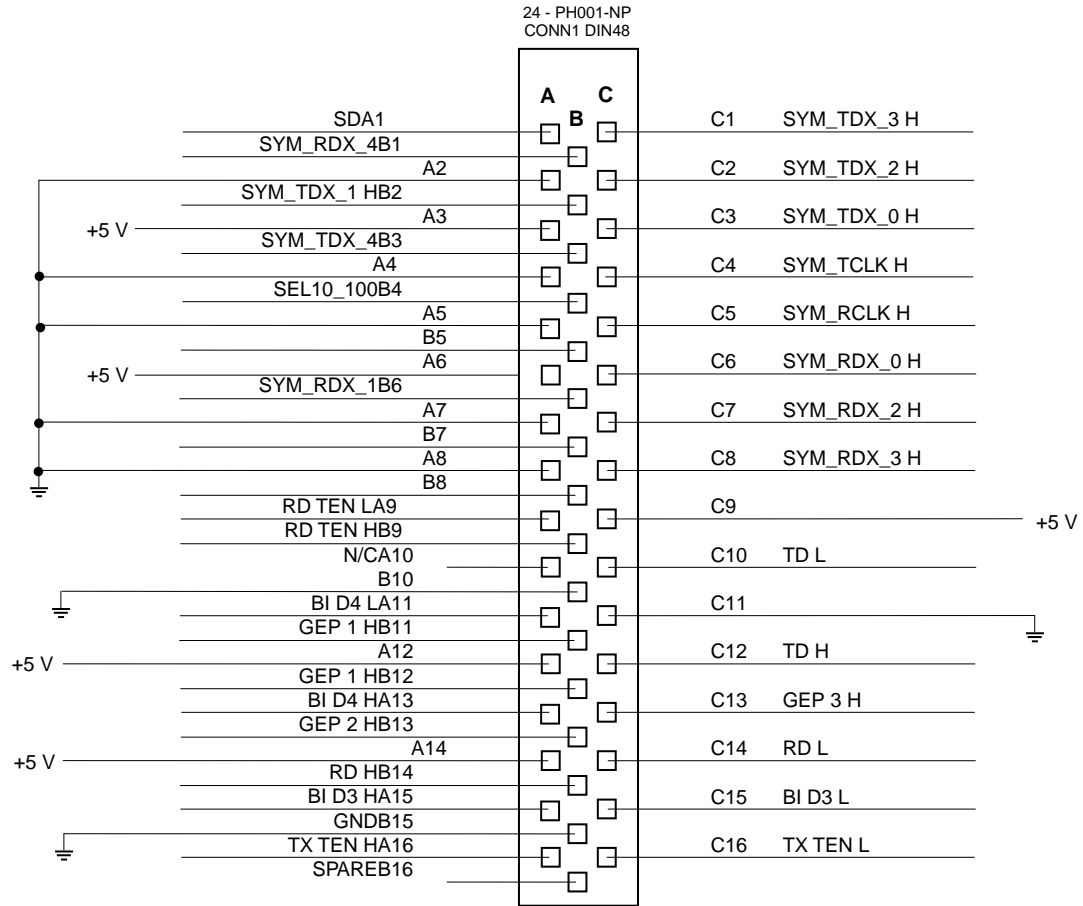 24 - PH001-NP
CONN1 DIN48
A
B
C
SDA1
C1 SYM_TDX_3 H
SYM_RDX_4B1
A2
C2 SYM_TDX_2 H
SYM_TDX_1 HB2
+5 V
A3
C3 SYM_TDX_0 H
SYM_TDX_4B3
A4
C4 SYM_TCLK H
SEL10_100B4
A5
C5 SYM_RCLK H
B5
+5 V
A6
C6 SYM_RDX_0 H
SYM_RDX_1B6
A7
C7 SYM_RDX_2 H
B7
A8
C8 SYM_RDX_3 H
B8
RD TEN LA9
C9
+5 V
RD TEN HB9
N/CA10
C10 TD L
B10
BI D4 LA11
C11
GEP 1 HB11
+5 V
A12
C12 TD H
GEP 1 HB12
BI D4 HA13
C13 GEP 3 H
GEP 2 HB13
+5 V
A14
C14 RD L
RD HB14
BI D3 HA15
C15 BI D3 L
GNDB15
TX TEN HA16
C16 TX TEN L
SPAREB16